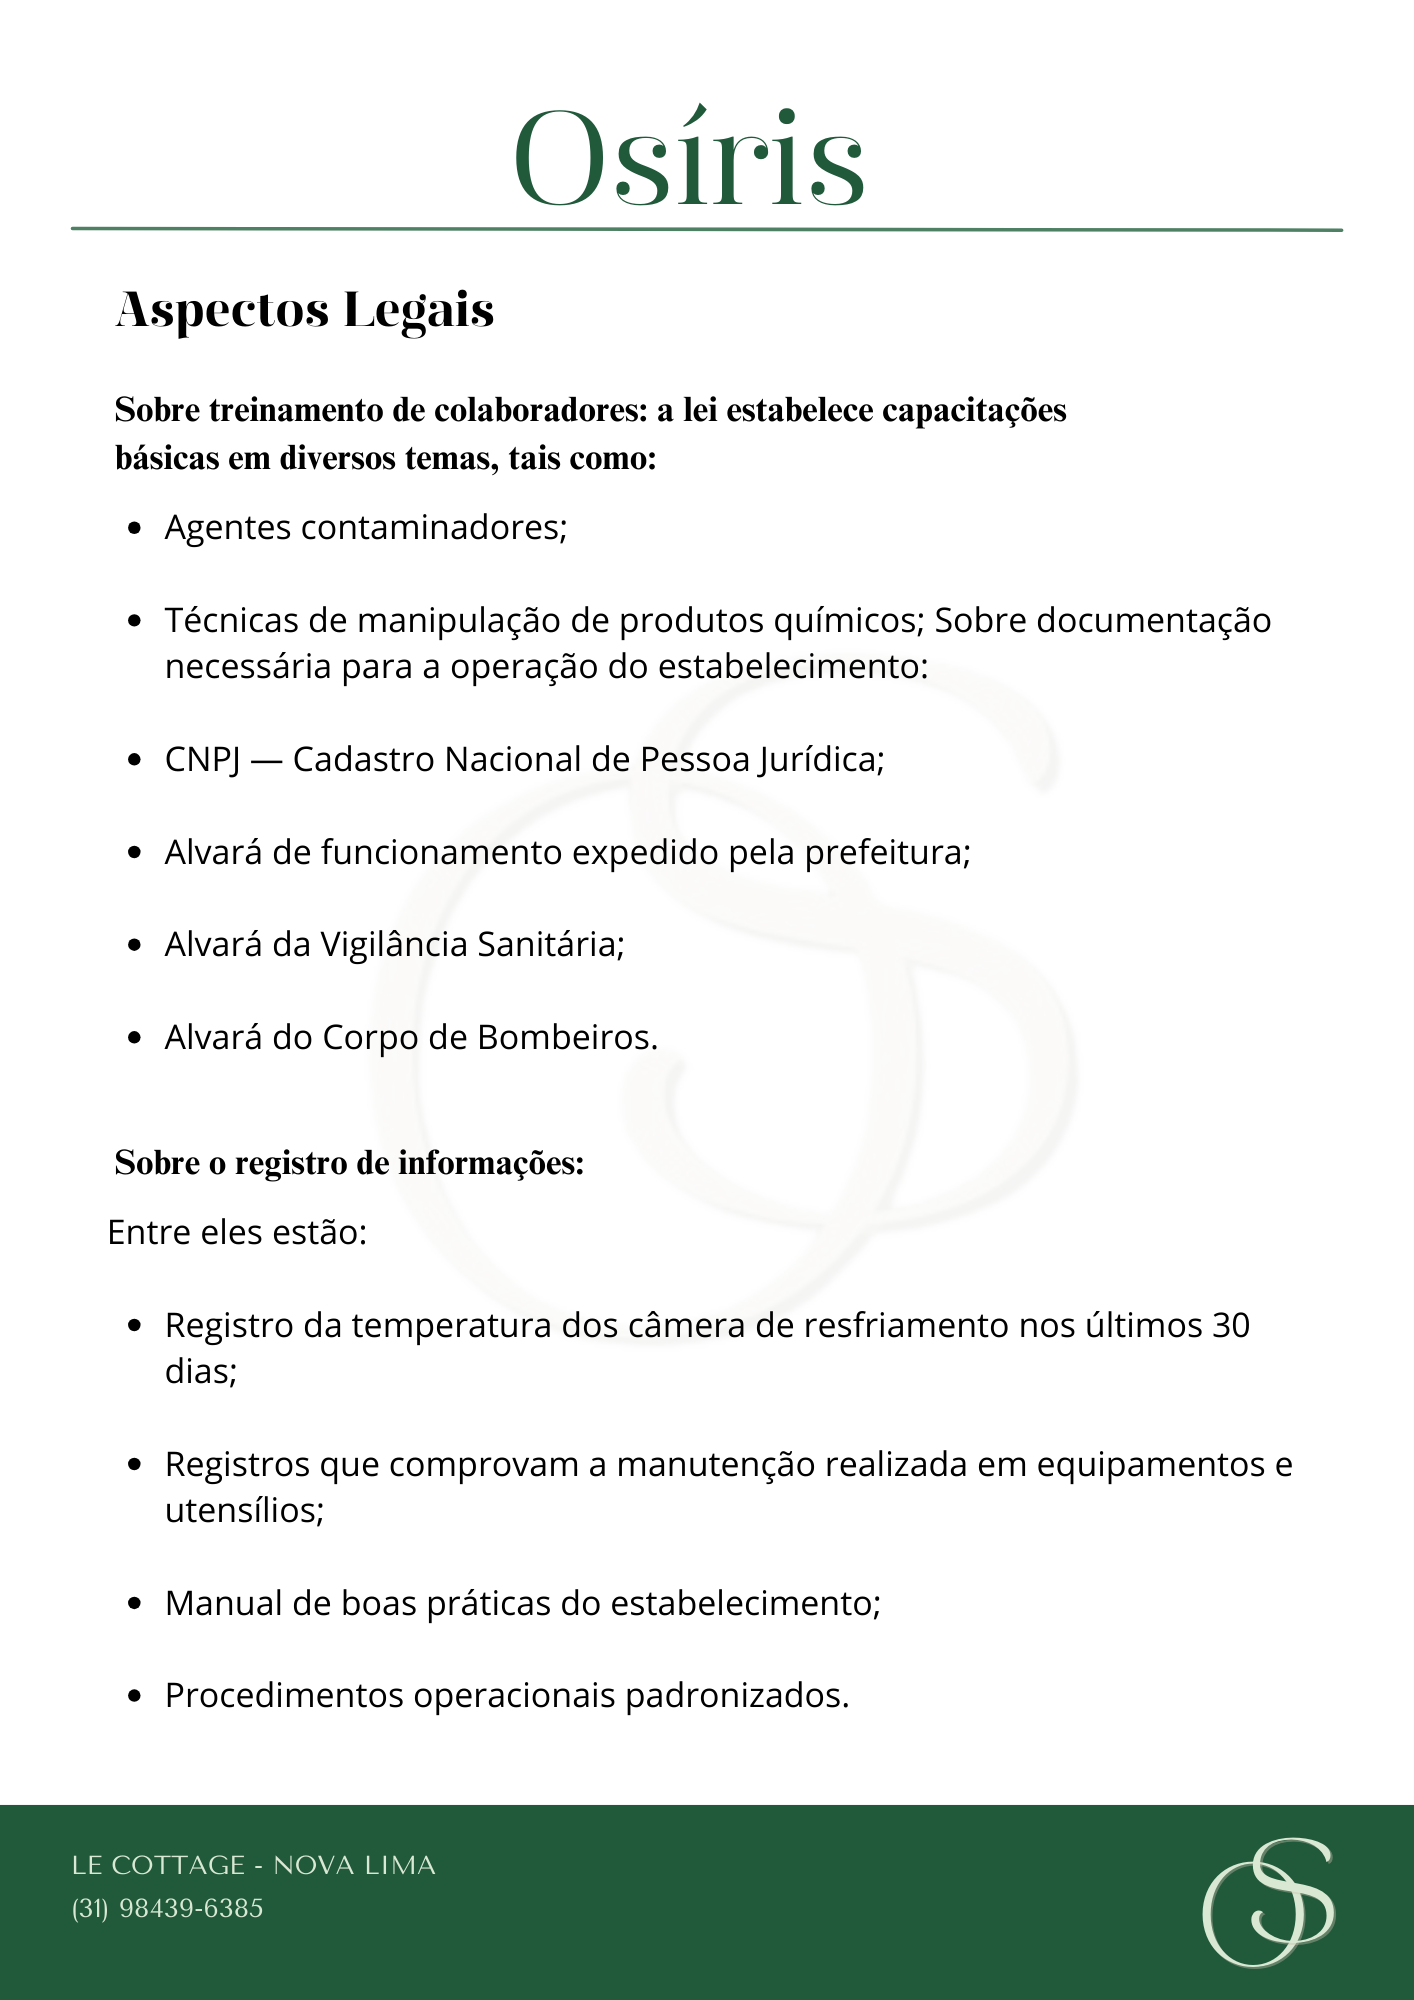 Osíris
Aspectos Legais
Sobre treinamento de colaboradores: a lei estabelece capacitações
básicas em diversos temas, tais como:
• Agentes contaminadores;
• Técnicas de manipulação de produtos químicos; Sobre documentação
necessária para a operação do estabelecimento:
• CNPJ — Cadastro Nacional de Pessoa Jurídica;
• Alvará de funcionamento expedido pela prefeitura;
• Alvará da Vigilância Sanitária;
• Alvará do Corpo de Bombeiros.
Sobre o registro de informações:
Entre eles estão:
• Registro da temperatura dos câmera de resfriamento nos últimos 30
dias;
• Registros que comprovam a manutenção realizada em equipamentos e
utensílios;
• Manual de boas práticas do estabelecimento;
• Procedimentos operacionais padronizados.
LE COTTAGE - NOVA LIMA
(31) 98439-6385
OS